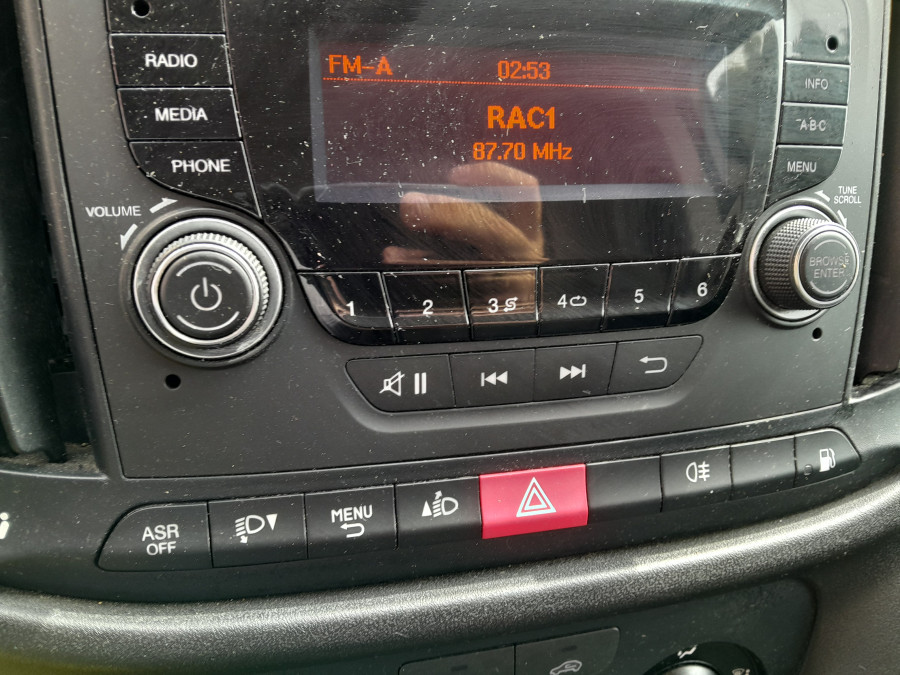 RADIO
MEDIA
PHONE
VOLUME
FM-A 02:53
RAC1
87.70 MHz
INFO
A-B-C
MENU
TUNE
SCROLL
BROWSE
ENTER
1 2 3 4 5 6
ASR
OFF
MENU